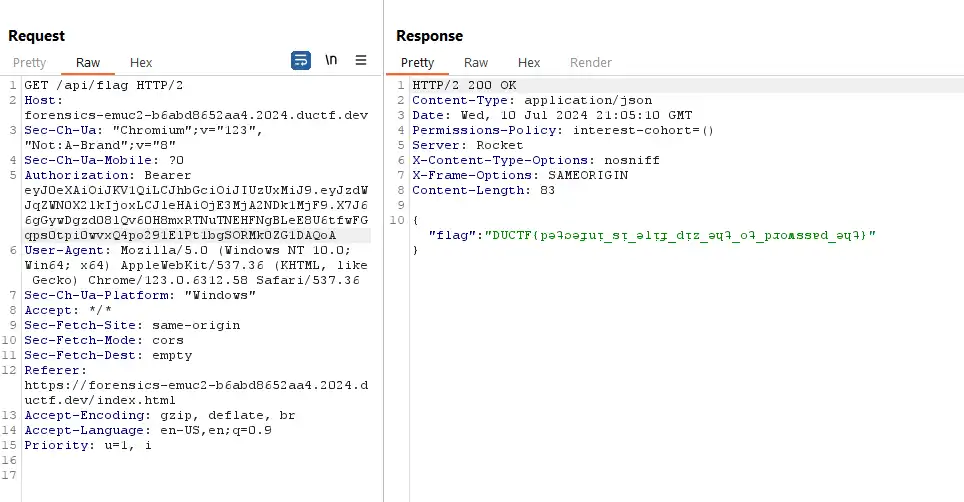 Request
Response
Pretty Raw Hex \n
Pretty Raw Hex Render
1 GET /api/flag HTTP/2
2 Host:
forensics-emuc2-b6abd8652aa4.2024.ductf.dev
3 Sec-Ch-Ua: "Chromium";v="123",
"Not:A-Brand";v="8"
4 Sec-Ch-Ua-Mobile: ?0
5 Authorization: Bearer
eyJ0eXAiOiJKV1QiLCJhbGciOiJIUzUxMiJ9.eyJzdW
JqZWN0X2lkIjoxLCJleHAiOjE3MjA2NDk1MjF9.X7J6
6gGywDgzd08lQv60H8mxRTNuTNEHFNgBLeE8U6tfwFG
qps0tpi0wvxQ4po291E1Pt1bgSORMk0ZG1DAQoA
6 User-Agent: Mozilla/5.0 (Windows NT 10.0;
Win64; x64) AppleWebKit/537.36 (KHTML, like
Gecko) Chrome/123.0.6312.58 Safari/537.36
7 Sec-Ch-Ua-Platform: "Windows"
8 Accept: */*
9 Sec-Fetch-Site: same-origin
10 Sec-Fetch-Mode: cors
11 Sec-Fetch-Dest: empty
12 Referer:
https://forensics-emuc2-b6abd8652aa4.2024.d
uctf.dev/index.html
13 Accept-Encoding: gzip, deflate, br
14 Accept-Language: en-US,en;q=0.9
15 Priority: u=1, i
16
17
1 HTTP/2 200 OK
2 Content-Type: application/json
3 Date: Wed, 10 Jul 2024 21:05:10 GMT
4 Permissions-Policy: interest-cohort=()
5 Server: Rocket
6 X-Content-Type-Options: nosniff
7 X-Frame-Options: SAMEORIGIN
8 Content-Length: 83
9
10 {
"flag":"DUCTF{pǝʇɔǝɟuᴉ_sᴉ_ǝlᴉɟ_dᴉz_ǝɥʇ_oʇ_pɹoʍssɐd_ǝɥʇ}"
}